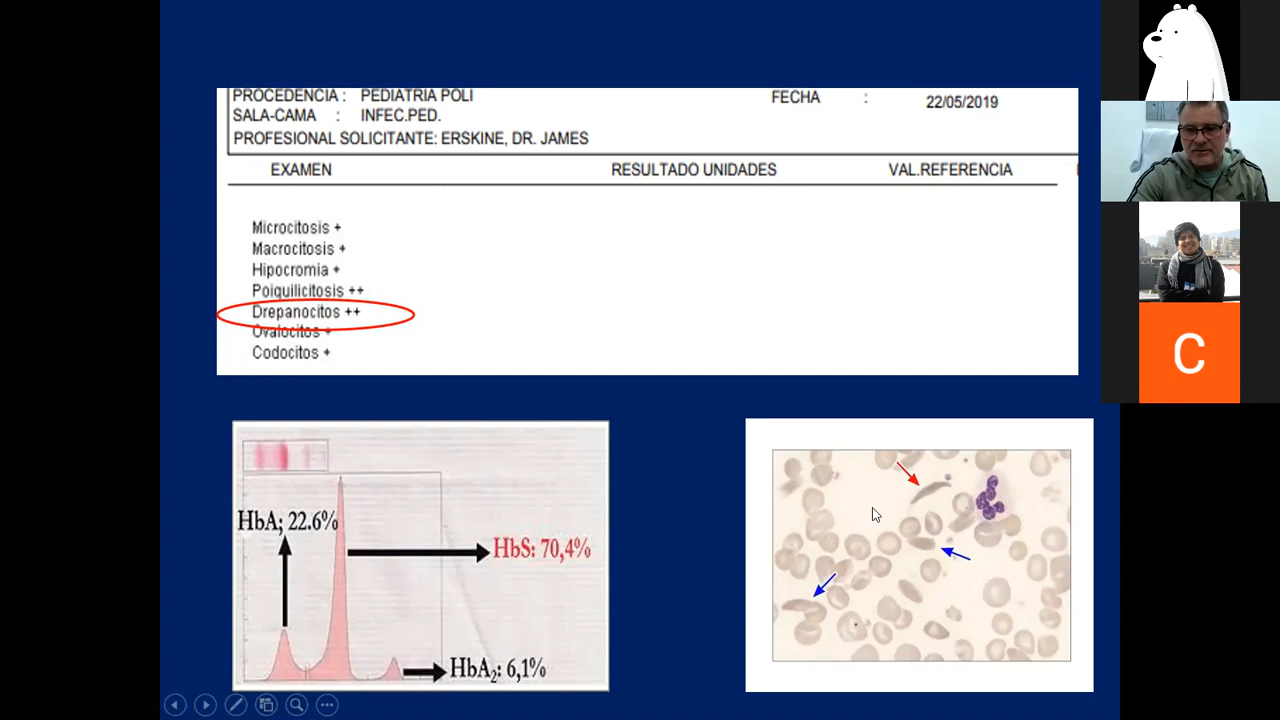 PROCEDENCIA : PEDIATRIA POLI
FECHA : 22/05/2019
SALA-CAMA : INFEC.PED.
PROFESIONAL SOLICITANTE: ERSKINE, DR. JAMES
EXAMEN RESULTADO UNIDADES VAL.REFERENCIA
Microcitosis +
Macrocitosis +
Hipocromia +
Poiquilicitosis ++
Drepanocitos ++
Ovalocitos +
Codocitos +
HbA; 22.6%
HbS: 70,4%
HbA₂: 6,1%
C